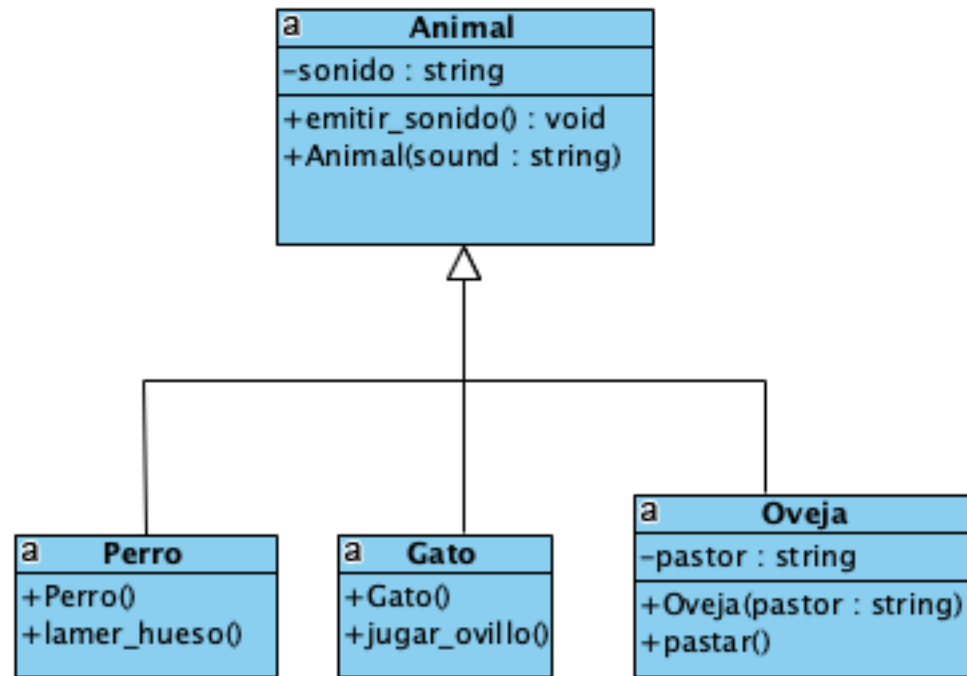 a Animal
-sonido : string
+emitir_sonido() : void
+Animal(sound : string)
a Perro
+Perro()
+lamer_hueso()
a Gato
+Gato()
+jugar_ovillo()
a Oveja
-pastor : string
+Oveja(pastor : string)
+pastar()